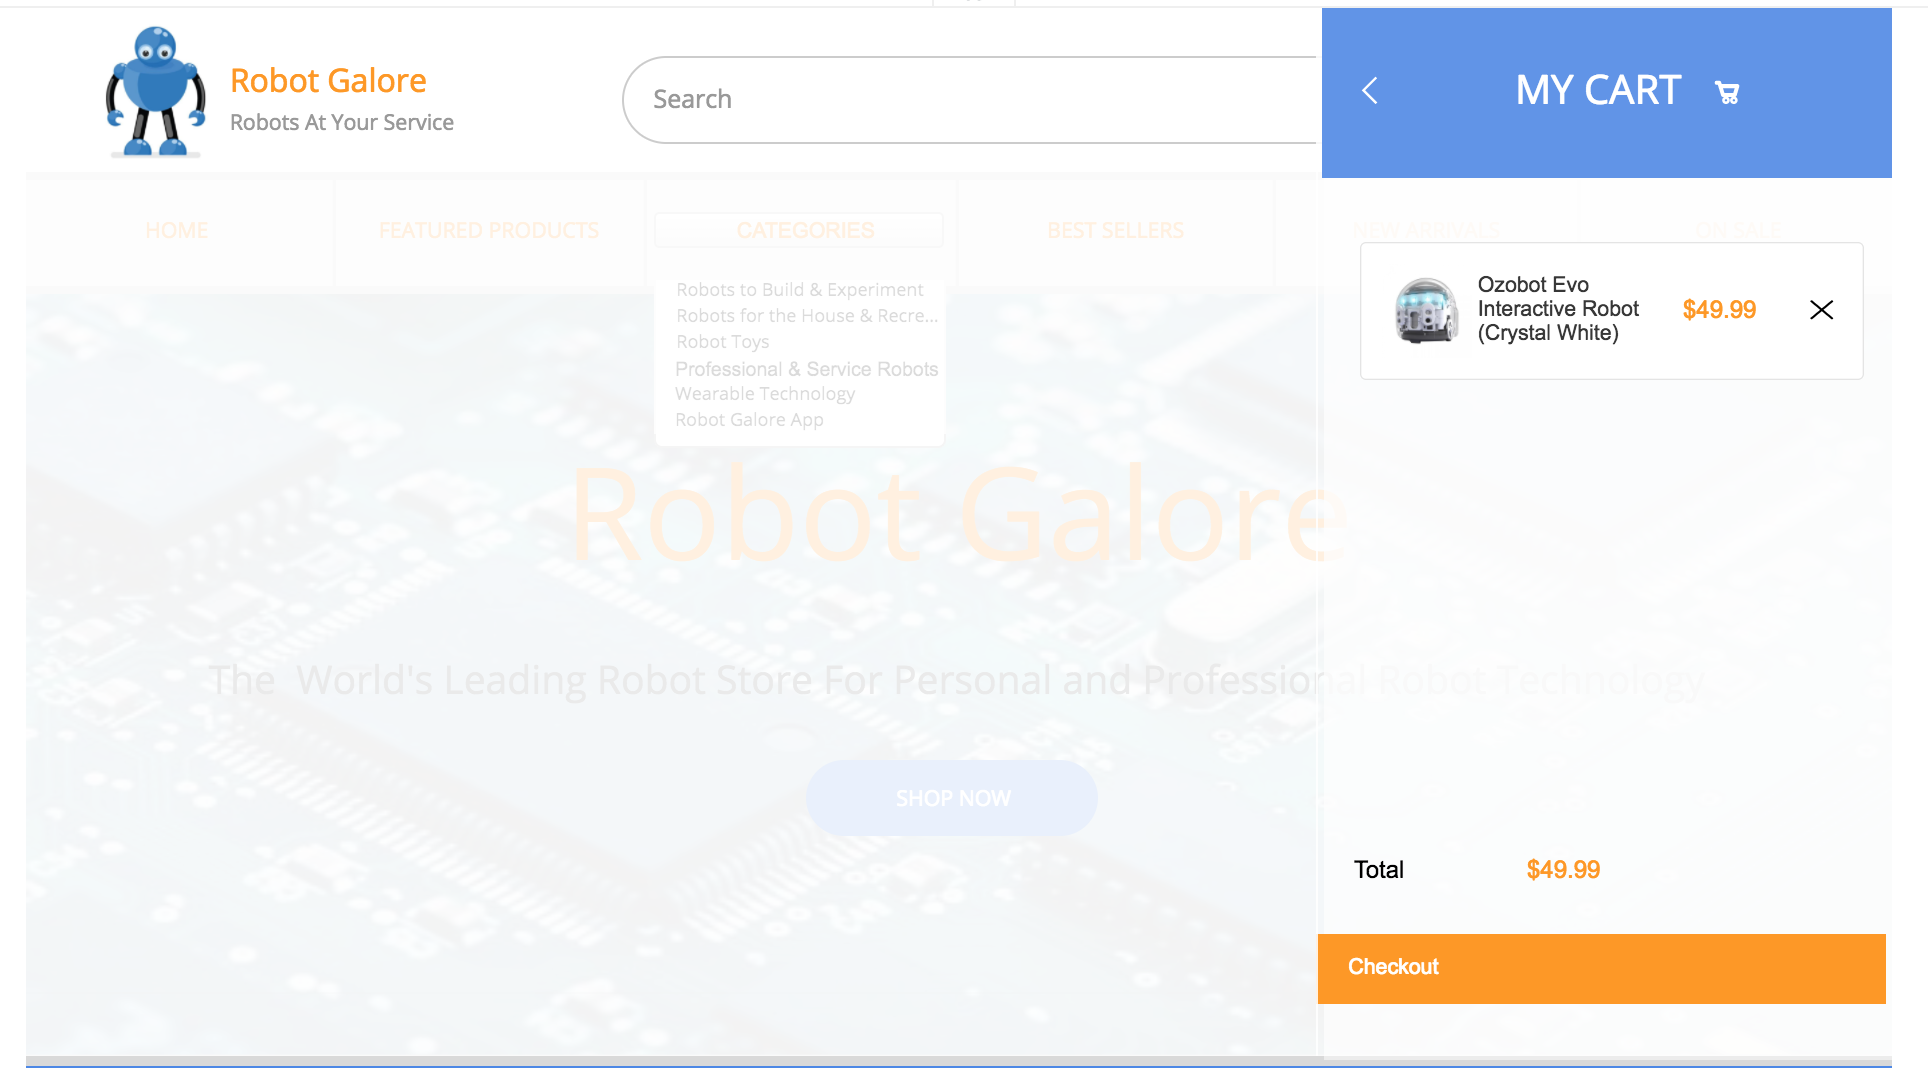 Robot Galore
Robots At Your Service
Search
MY CART
HOME
FEATURED PRODUCTS
CATEGORIES
BEST SELLERS
NEW ARRIVALS
ON SALE
Robots to Build & Experiment
Robots for the House & Recre...
Robot Toys
Professional & Service Robots
Wearable Technology
Robot Galore App
Ozobot Evo
Interactive Robot
(Crystal White)
$49.99
Robot Galore
The World's Leading Robot Store For Personal and Professional Robot Technology
SHOP NOW
Total $49.99
Checkout